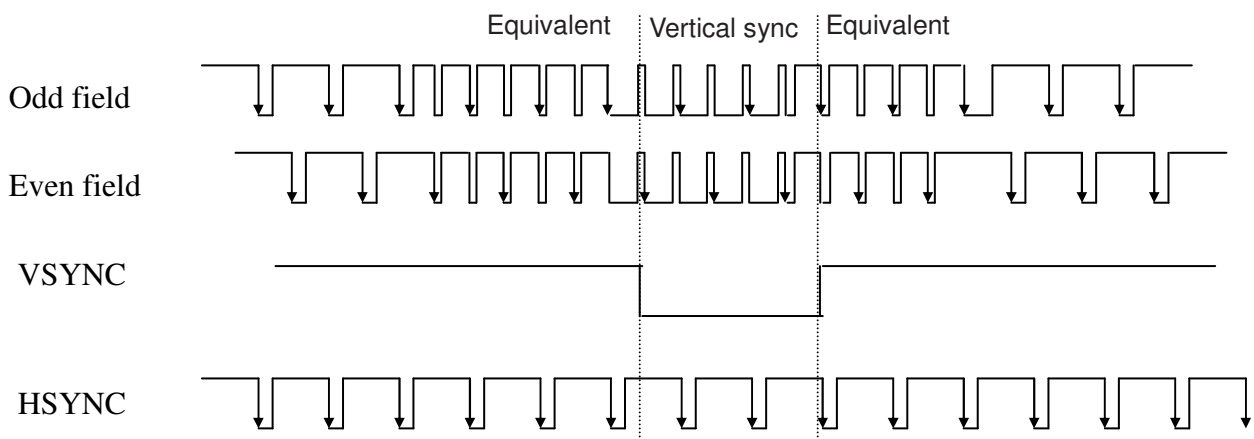 Equivalent Vertical sync Equivalent
Odd field
Even field
VSYNC
HSYNC